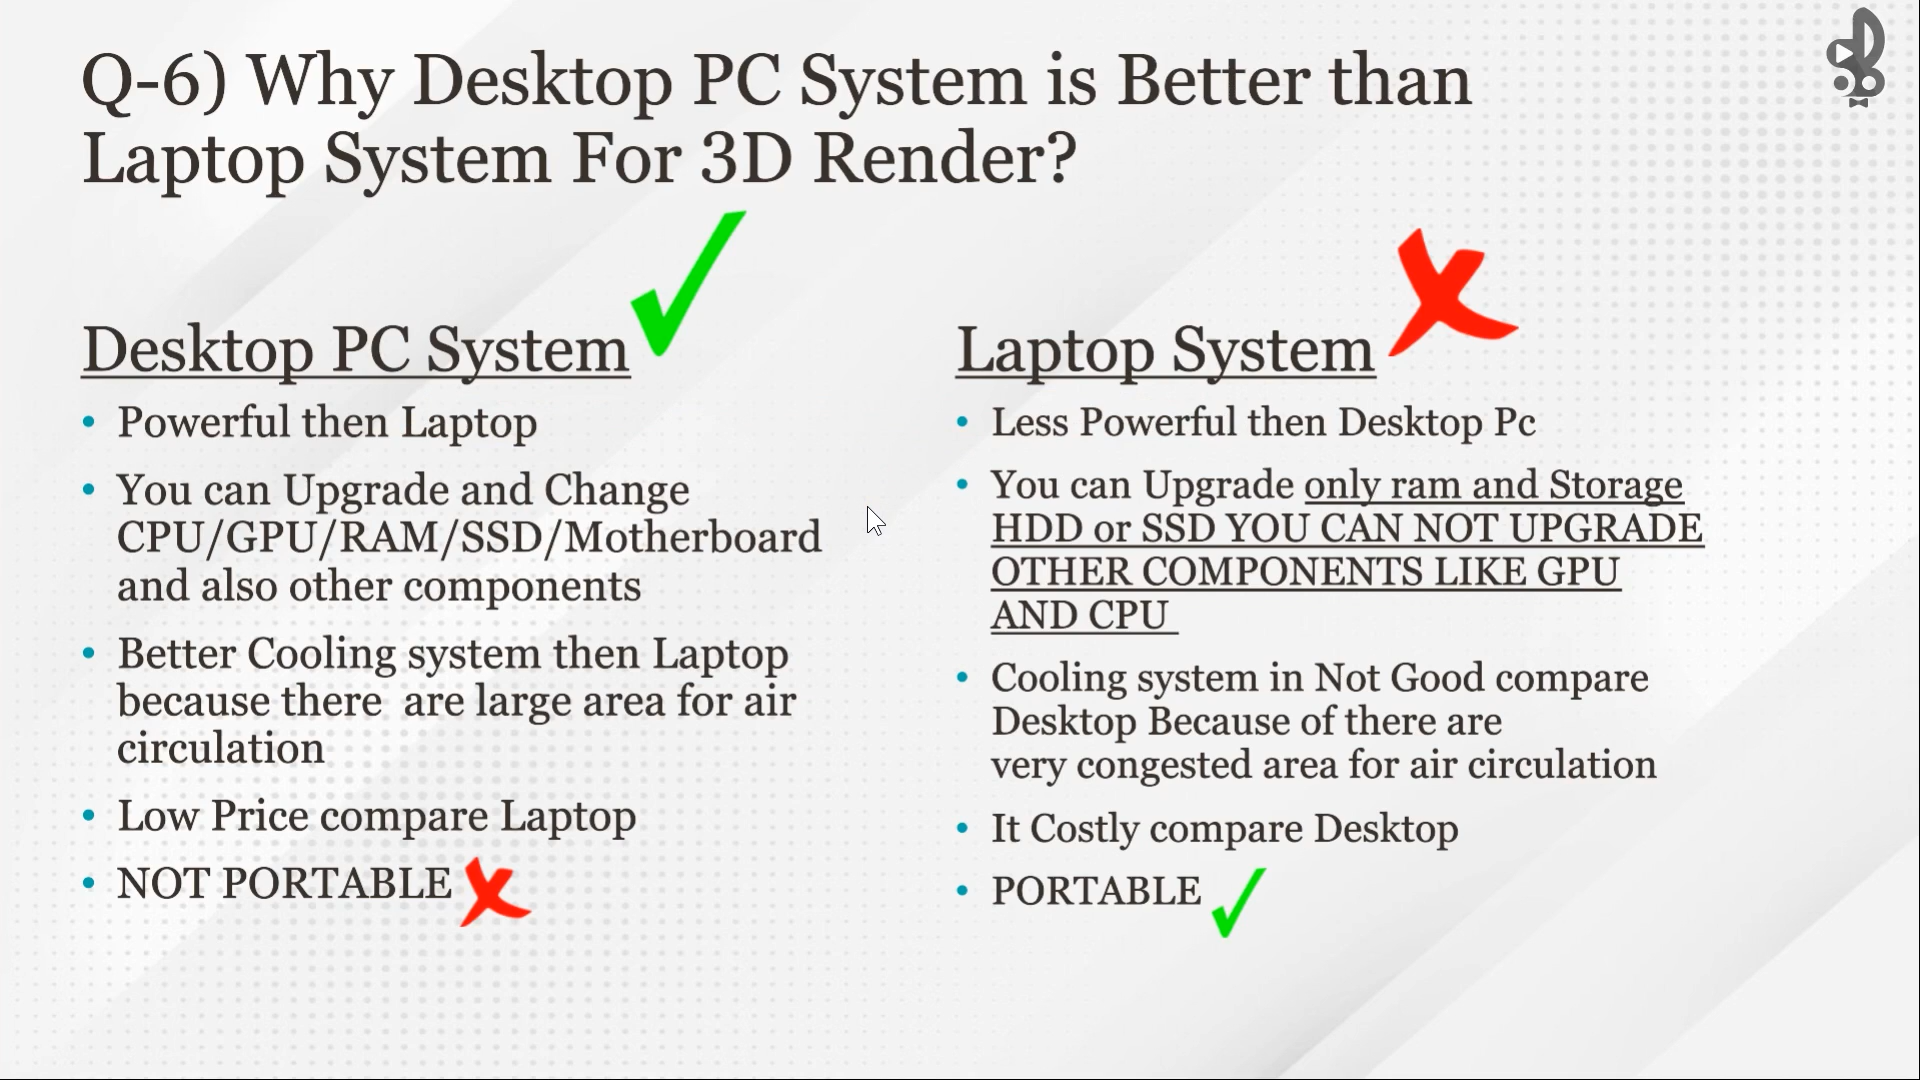 Q-6) Why Desktop PC System is Better than
Laptop System For 3D Render?
Desktop PC System
• Powerful then Laptop
• You can Upgrade and Change
CPU/GPU/RAM/SSD/Motherboard
and also other components
• Better Cooling system then Laptop
because there  are large area for air
circulation
• Low Price compare Laptop
• NOT PORTABLE
Laptop System
• Less Powerful then Desktop Pc
• You can Upgrade only ram and Storage
HDD or SSD YOU CAN NOT UPGRADE
OTHER COMPONENTS LIKE GPU
AND CPU
• Cooling system in Not Good compare
Desktop Because of there are
very congested area for air circulation
• It Costly compare Desktop
• PORTABLE